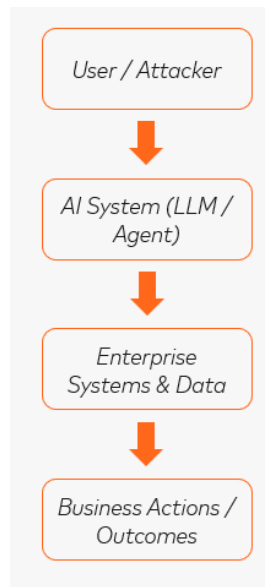 User / Attacker
AI System (LLM /
Agent)
Enterprise
Systems & Data
Business Actions /
Outcomes